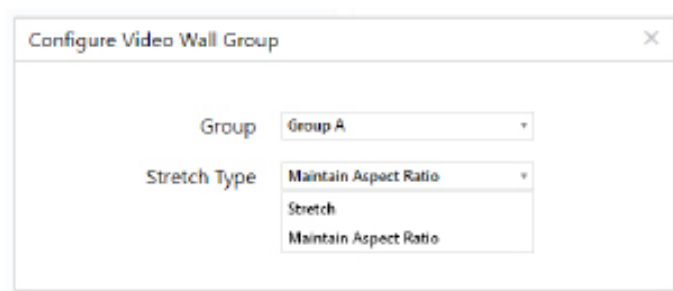 Configure Video Wall Group
Group Group A
Stretch Type Maintain Aspect Ratio
Stretch
Maintain Aspect Ratio